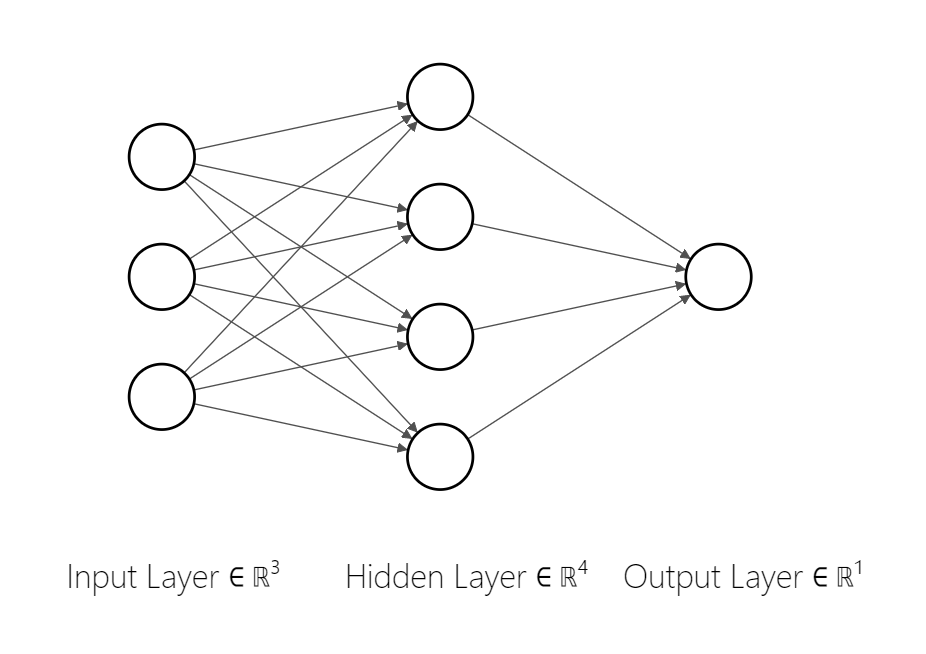 Input Layer ∈ ℝ³ Hidden Layer ∈ ℝ⁴ Output Layer ∈ ℝ¹